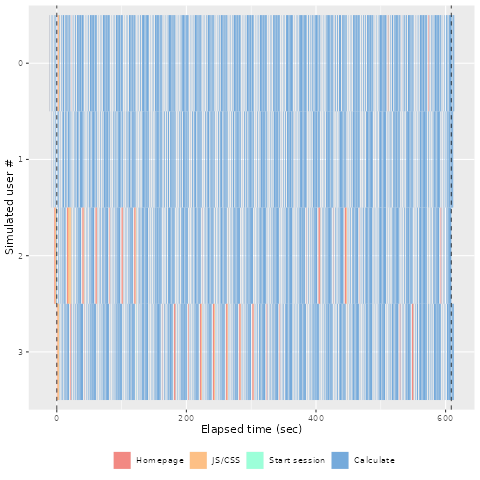 0
1
2
3
Simulated user #
0 200 400 600
Elapsed time (sec)
Homepage JS/CSS Start session Calculate